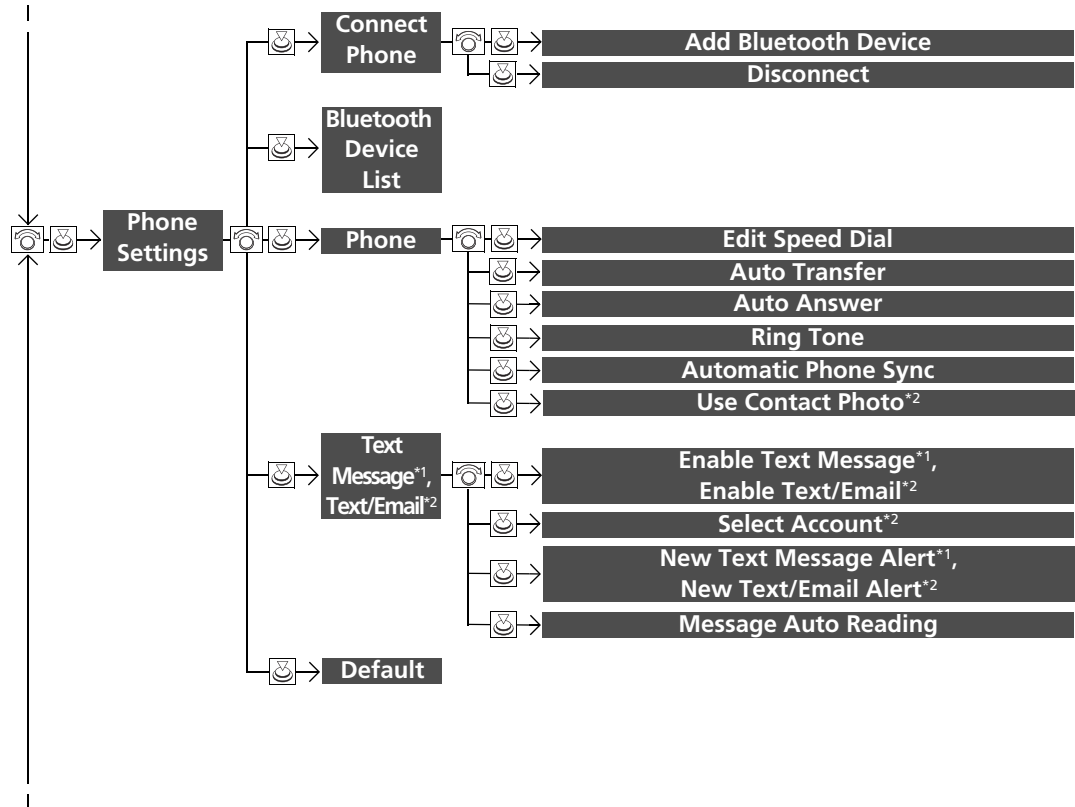 Connect
Phone
Add Bluetooth Device
Disconnect
Bluetooth
Device
List
Phone
Settings
Phone
Edit Speed Dial
Auto Transfer
Auto Answer
Ring Tone
Automatic Phone Sync
Use Contact Photo*2
Text
Message*1,
Text/Email*2
Enable Text Message*1,
Enable Text/Email*2
Select Account*2
New Text Message Alert*1,
New Text/Email Alert*2
Message Auto Reading
Default